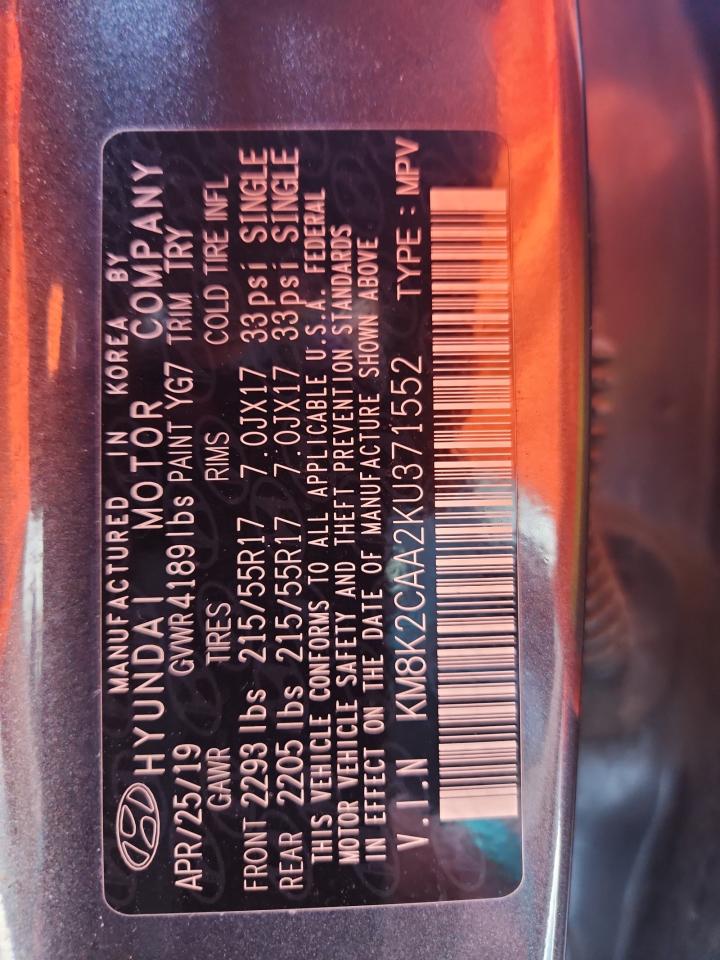 MANUFACTURED IN KOREA BY
HYUNDAI MOTOR COMPANY
APR/25/19 GVWR 4189 lbs PAINT YG7 TRIM TRY
GAWR TIRES RIMS COLD TIRE INFL
FRONT 2293 lbs 215/55R17 7.0JX17 33psi SINGLE
REAR 2205 lbs 215/55R17 7.0JX17 33psi SINGLE
THIS VEHICLE CONFORMS TO ALL APPLICABLE U.S.A. FEDERAL
MOTOR VEHICLE SAFETY AND THEFT PREVENTION STANDARDS
IN EFFECT ON THE DATE OF MANUFACTURE SHOWN ABOVE
V.I.N KM8K2CAA2KU371552 TYPE : MPV